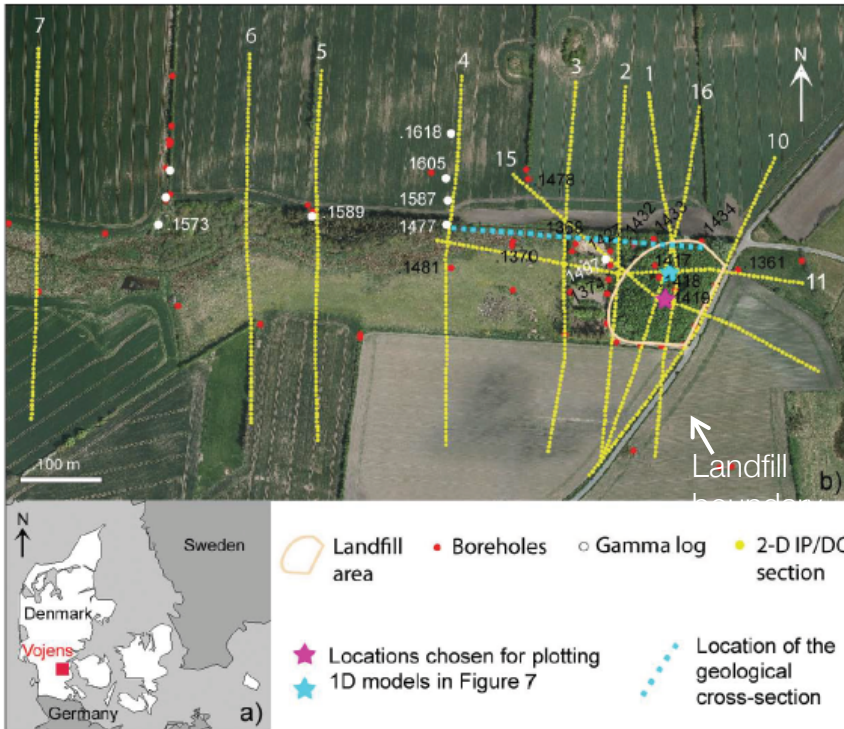 7
6
5
4
3
2
1
16
N
10
.1618
1605
15
1478
.1587
.1573
.1589
1477
1432
1433
1434
1481
1370
1497
1417
1361
1374
1418
1419
11
100 m
Landfill
boundary
b)
N
Sweden
Denmark
Vojens
Germany
a)
Landfill
area
Boreholes
Gamma log
2-D IP/DC
section
Locations chosen for plotting
1D models in Figure 7
Location of the
geological
cross-section